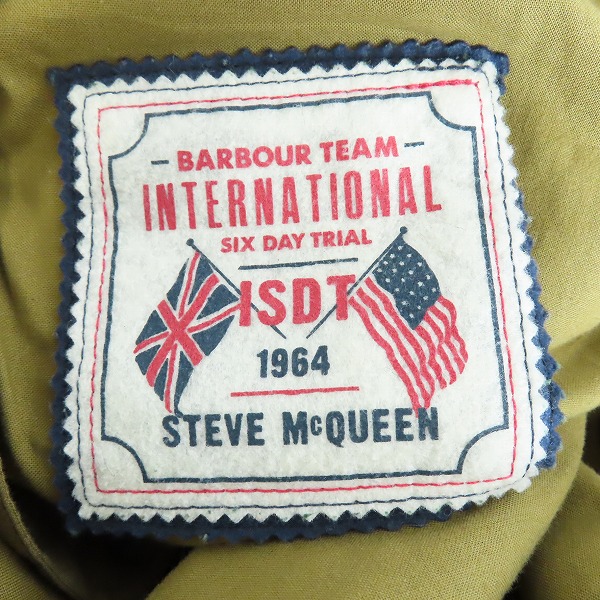 BARBOUR TEAM
INTERNATIONAL
SIX DAY TRIAL
ISDT
1964
STEVE McQUEEN